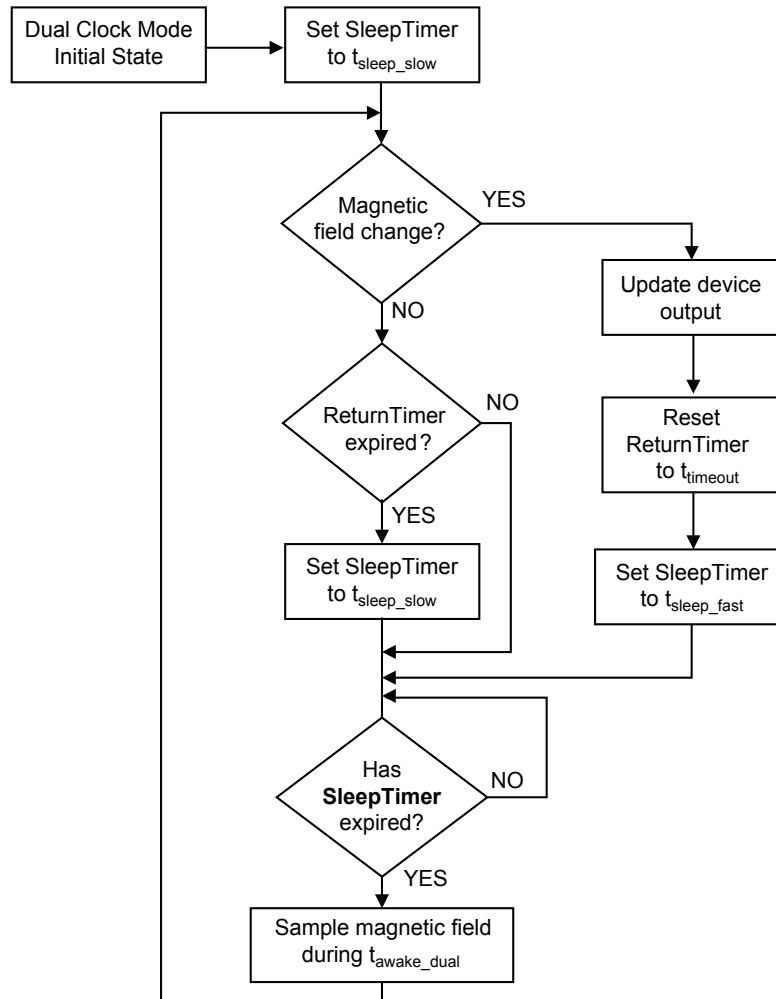 Dual Clock Mode
Initial State
Set SleepTimer
to tsleep_slow
Magnetic
field change?
YES
NO
Update device
output
ReturnTimer
expired?
NO
YES
Reset
ReturnTimer
to ttimeout
Set SleepTimer
to tsleep_slow
Set SleepTimer
to tsleep_fast
Has
SleepTimer
expired?
NO
YES
Sample magnetic field
during tawake_dual